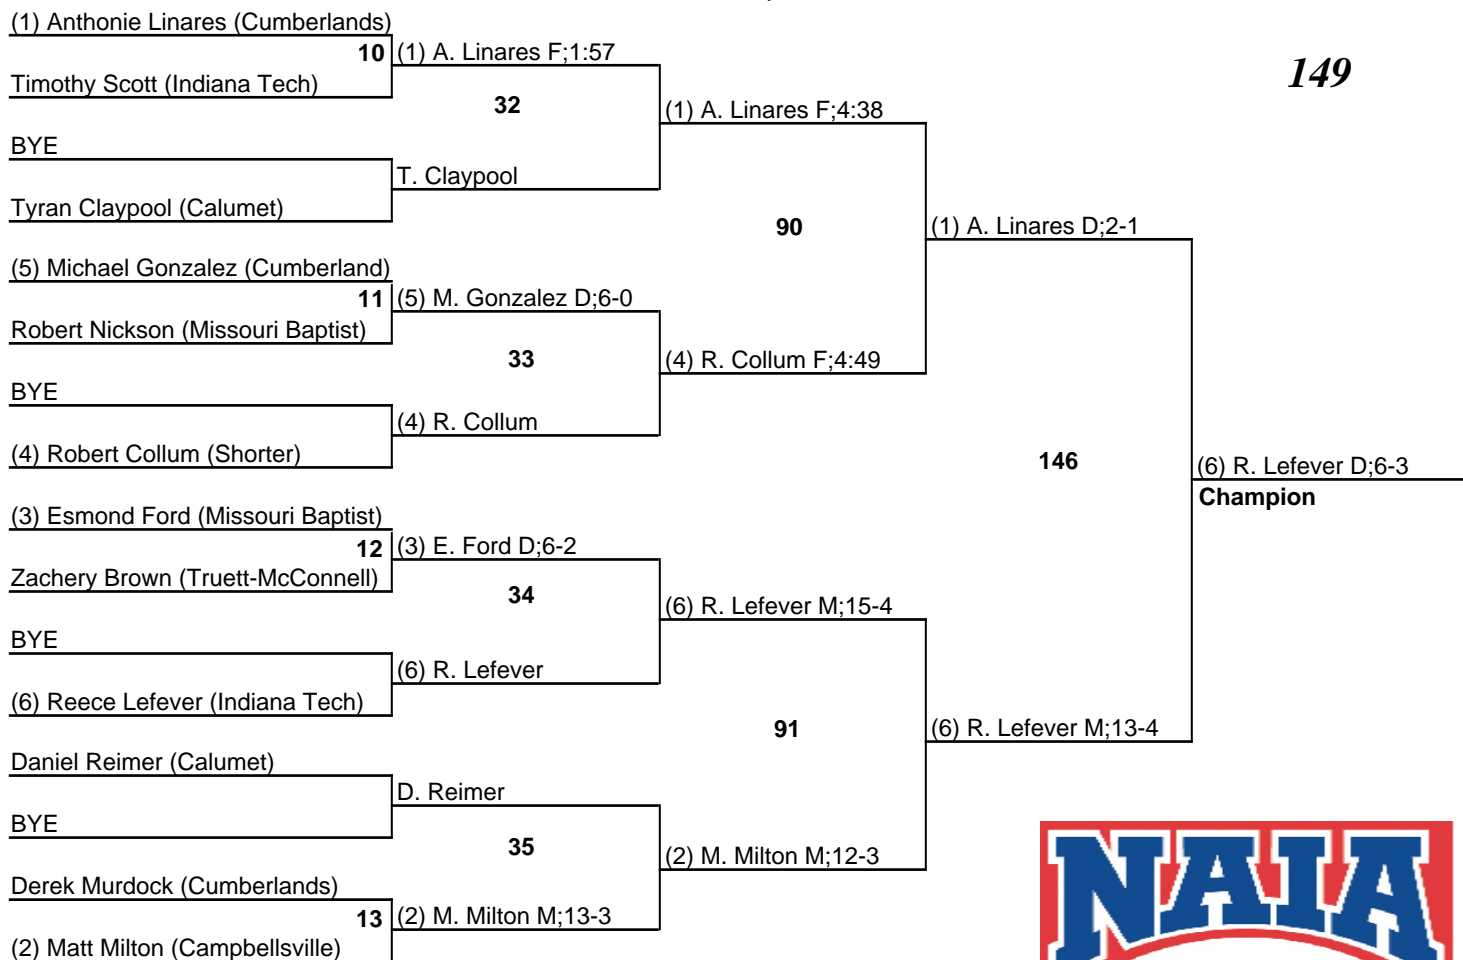 (1) Anthonie Linares (Cumberlands)
10 (1) A. Linares F;1:57
149
Timothy Scott (Indiana Tech)
32
(1) A. Linares F;4:38
BYE
T. Claypool
Tyran Claypool (Calumet)
90
(1) A. Linares D;2-1
(5) Michael Gonzalez (Cumberland)
11 (5) M. Gonzalez D;6-0
Robert Nickson (Missouri Baptist)
33
(4) R. Collum F;4:49
BYE
(4) R. Collum
(4) Robert Collum (Shorter)
146
(6) R. Lefever D;6-3
Champion
(3) Esmond Ford (Missouri Baptist)
12 (3) E. Ford D;6-2
Zachery Brown (Truett-McConnell)
34
(6) R. Lefever M;15-4
BYE
(6) R. Lefever
(6) Reece Lefever (Indiana Tech)
91
(6) R. Lefever M;13-4
Daniel Reimer (Calumet)
D. Reimer
BYE
35
(2) M. Milton M;12-3
Derek Murdock (Cumberlands)
13 (2) M. Milton M;13-3
(2) Matt Milton (Campbellsville)
NAIA